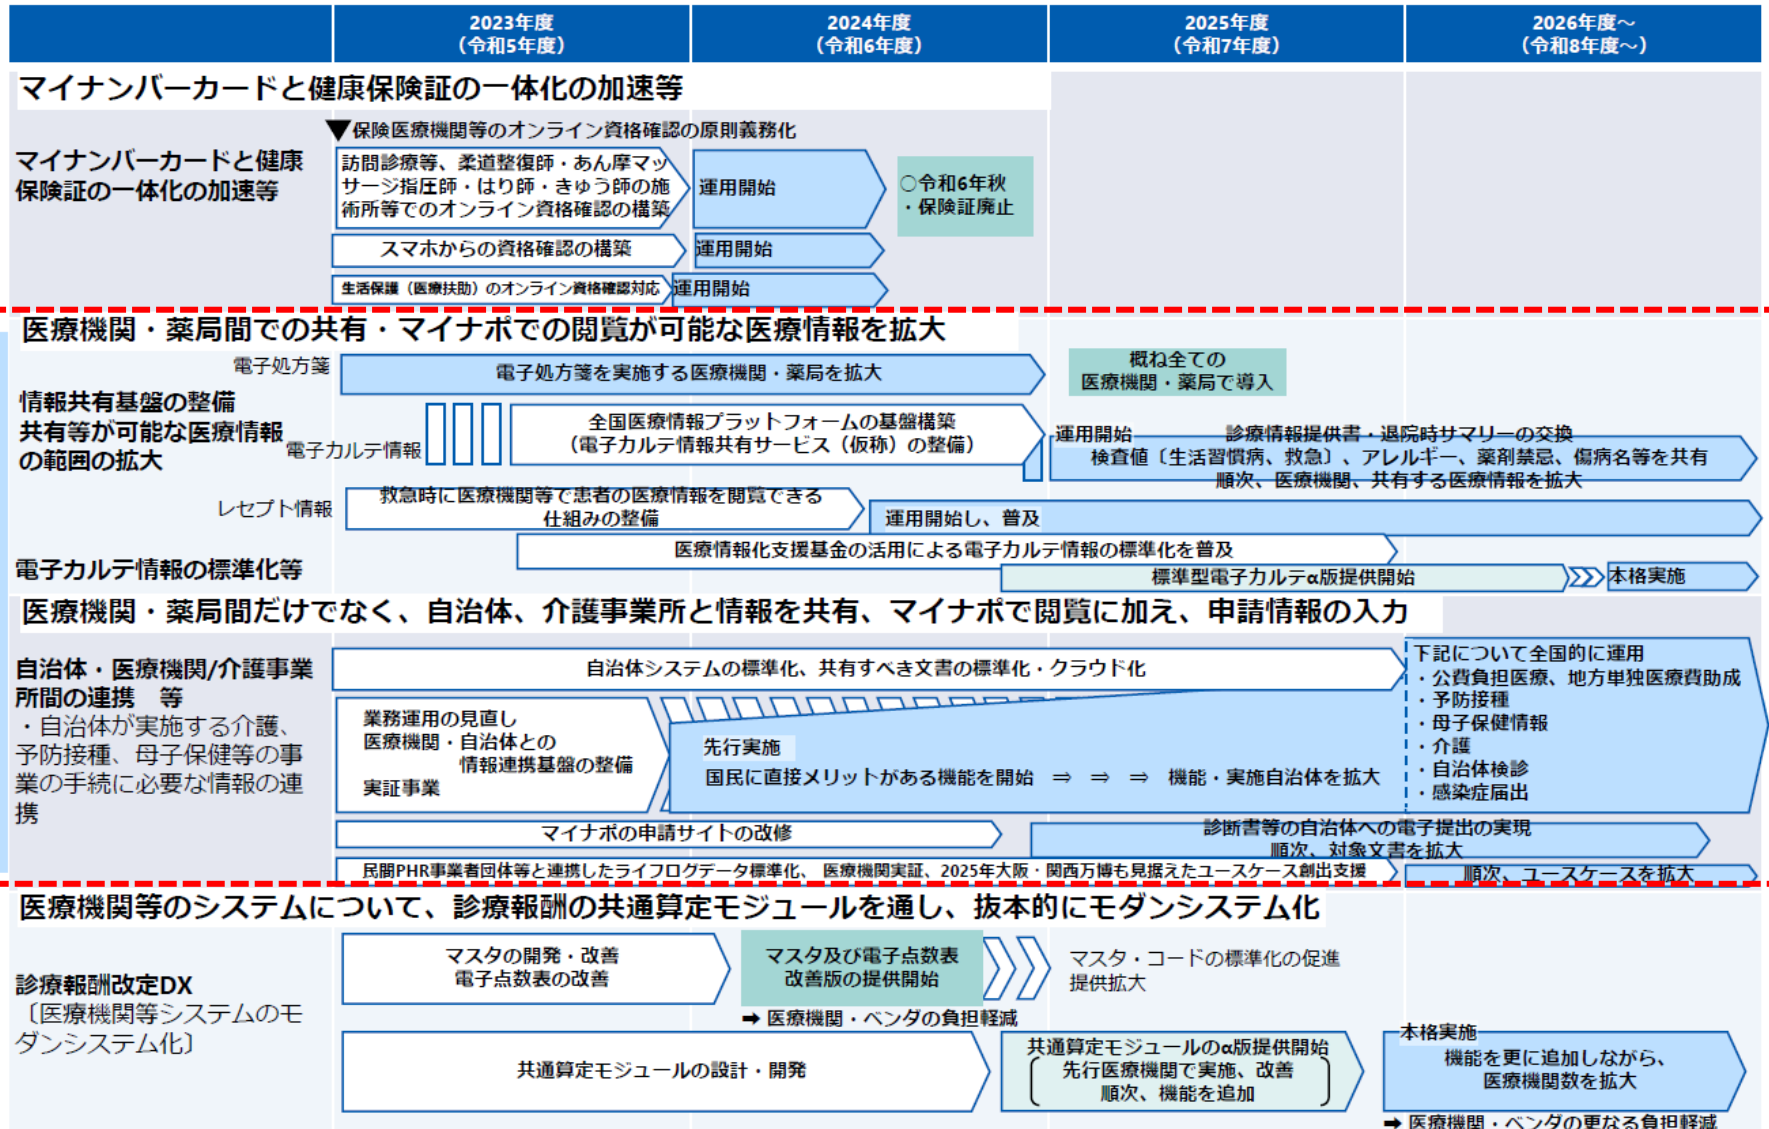 2023年度
（令和5年度）
2024年度
（令和6年度）
2025年度
（令和7年度）
2026年度～
（令和8年度～）
マイナンバーカードと健康保険証の一体化の加速等
マイナンバーカードと健康
保険証の一体化の加速等
▼保険医療機関等のオンライン資格確認の原則義務化
訪問診療等、柔道整復師・あん摩マッ
サージ指圧師・はり師・きゅう師の施
術所等でのオンライン資格確認の構築
運用開始
○令和6年秋
・保険証廃止
スマホからの資格確認の構築
運用開始
生活保護（医療扶助）のオンライン資格確認対応
運用開始
医療機関・薬局間での共有・マイナポでの閲覧が可能な医療情報を拡大
電子処方箋
電子処方箋を実施する医療機関・薬局を拡大
概ね全ての
医療機関・薬局で導入
情報共有基盤の整備
共有等が可能な医療情報
の範囲の拡大
電子カルテ情報
全国医療情報プラットフォームの基盤構築
（電子カルテ情報共有サービス（仮称）の整備）
運用開始
診療情報提供書・退院時サマリーの交換
検査値〔生活習慣病、救急〕、アレルギー、薬剤禁忌、傷病名等を共有
順次、医療機関、共有する医療情報を拡大
レセプト情報
救急時に医療機関等で患者の医療情報を閲覧できる
仕組みの整備
運用開始し、普及
電子カルテ情報の標準化等
医療情報化支援基金の活用による電子カルテ情報の標準化を普及
標準型電子カルテα版提供開始
本格実施
医療機関・薬局間だけでなく、自治体、介護事業所と情報を共有、マイナポで閲覧に加え、申請情報の入力
自治体・医療機関/介護事業
所間の連携　等
・自治体が実施する介護、
予防接種、母子保健等の事
業の手続に必要な情報の連
携
自治体システムの標準化、共有すべき文書の標準化・クラウド化
業務運用の見直し
医療機関・自治体との
情報連携基盤の整備
実証事業
先行実施
国民に直接メリットがある機能を開始　⇒　⇒　⇒　機能・実施自治体を拡大
下記について全国的に運用
・公費負担医療、地方単独医療費助成
・予防接種
・母子保健情報
・介護
・自治体検診
・感染症届出
マイナポの申請サイトの改修
診断書等の自治体への電子提出の実現
順次、対象文書を拡大
民間PHR事業者団体等と連携したライフログデータ標準化、 医療機関実証、2025年大阪・関西万博も見据えたユースケース創出支援
順次、ユースケースを拡大
医療機関等のシステムについて、診療報酬の共通算定モジュールを通し、抜本的にモダンシステム化
診療報酬改定DX
〔医療機関等システムのモ
ダンシステム化〕
マスタの開発・改善
電子点数表の改善
マスタ及び電子点数表
改善版の提供開始
マスタ・コードの標準化の促進
提供拡大
➡ 医療機関・ベンダの負担軽減
共通算定モジュールの設計・開発
共通算定モジュールのα版提供開始
先行医療機関で実施、改善
順次、機能を追加
本格実施
機能を更に追加しながら、
医療機関数を拡大
➡ 医療機関・ベンダの更なる負担軽減